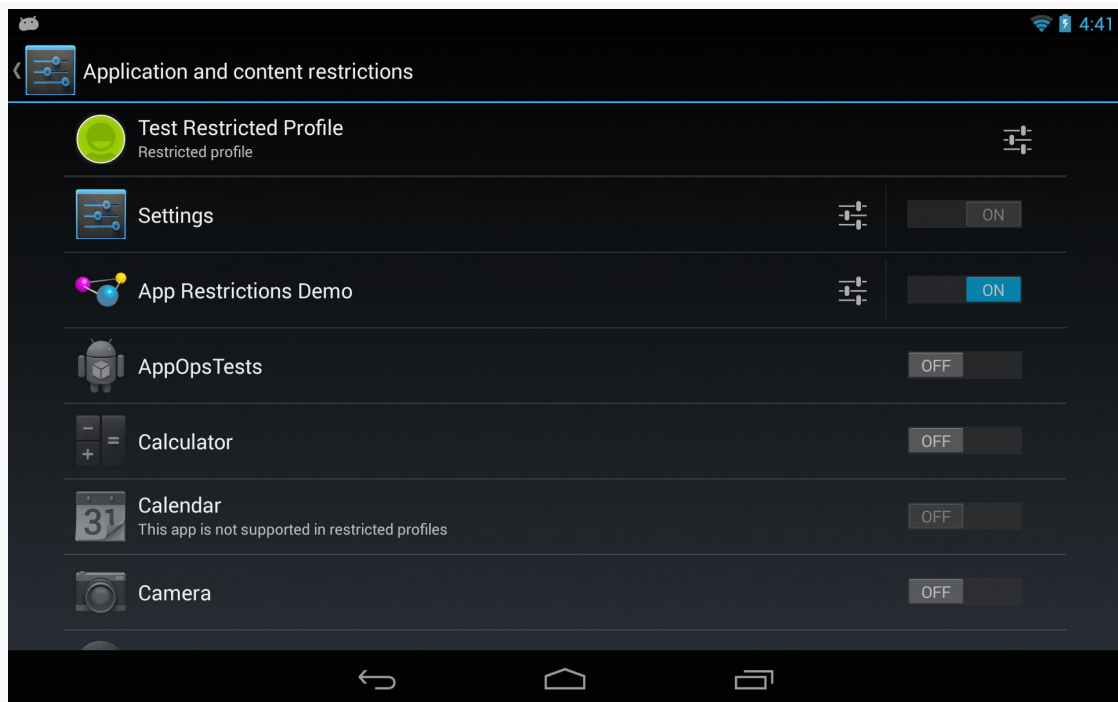 4:41
Application and content restrictions
Test Restricted Profile
Restricted profile
Settings
ON
App Restrictions Demo
ON
AppOpsTests
OFF
Calculator
OFF
31
Calendar
This app is not supported in restricted profiles
OFF
Camera
OFF